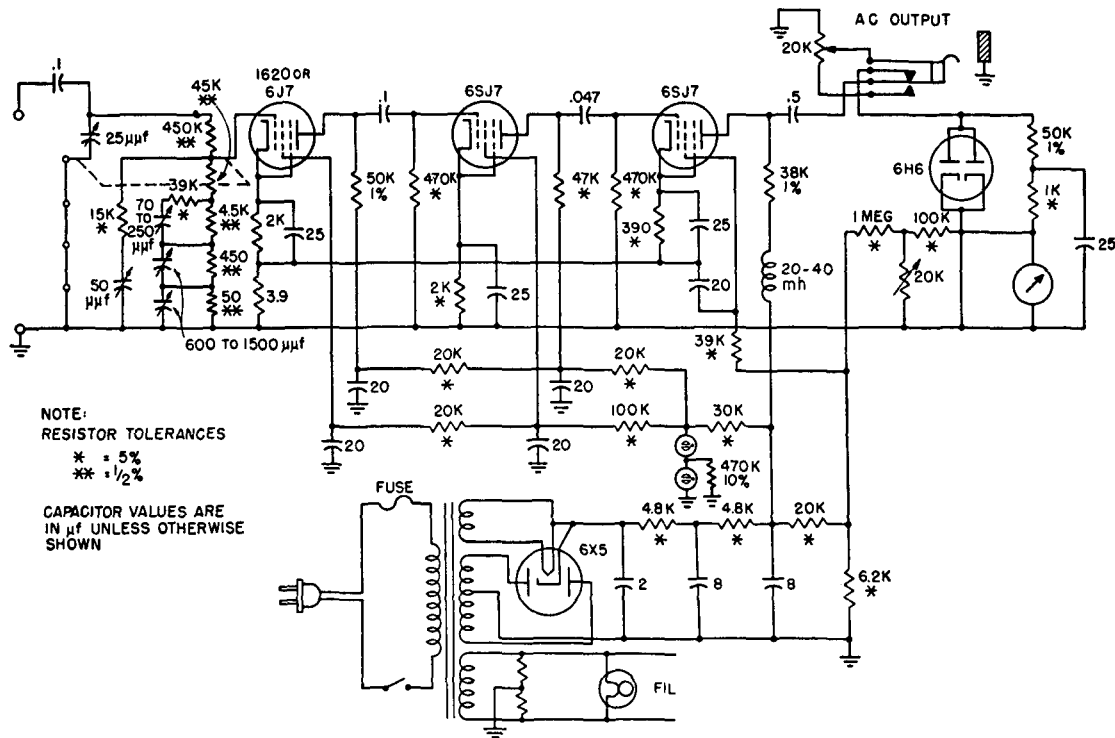 AC OUTPUT
20K
.1
45K
**
1620 OR
6J7
.1
6SJ7
.047
6SJ7
.5
25 µµf
450K
**
50K
1%
6H6
39K
*
50K
1%
470K
*
47K
*
470K
*
38K
1%
1K
*
15K
*
70
TO
250
µµf
4.5K
**
2K
25
390
*
25
1 MEG
*
100K
*
25
50
µµf
450
**
3.9
2K
*
25
20
20-40
mh
20K
50
**
600 TO 1500 µµf
39K
*
20K
*
20K
*
20
20
20K
*
100K
*
30K
*
20
20
470K
10%
NOTE:
RESISTOR TOLERANCES
* = 5%
** = 1/2%
CAPACITOR VALUES ARE
IN µf UNLESS OTHERWISE
SHOWN
FUSE
6X5
4.8K
*
4.8K
*
20K
*
2
8
8
6.2K
*
FIL